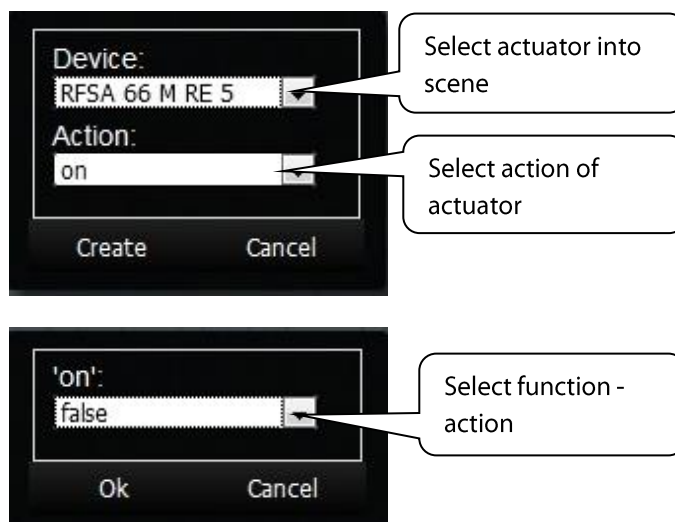 Device:
RFSA 66 M RE 5
Action:
on
Create Cancel
Select actuator into
scene
Select action of
actuator
'on':
false
Ok Cancel
Select function -
action